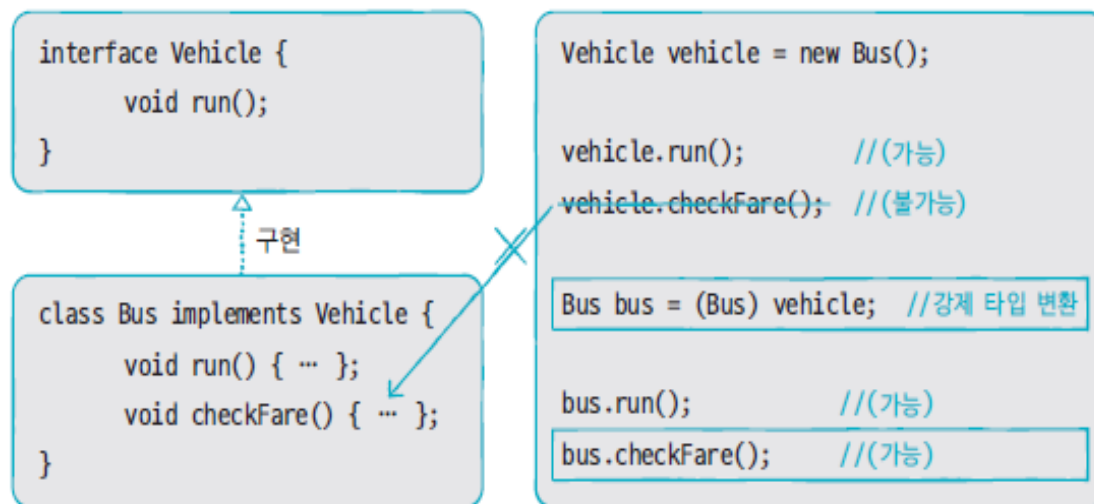 interface Vehicle {
void run();
}
구현
class Bus implements Vehicle {
void run() { … };
void checkFare() { … };
}
Vehicle vehicle = new Bus();
vehicle.run(); //(가능)
vehicle.checkFare(); //(불가능)
Bus bus = (Bus) vehicle; //강제 타입 변환
bus.run(); //(가능)
bus.checkFare(); //(가능)